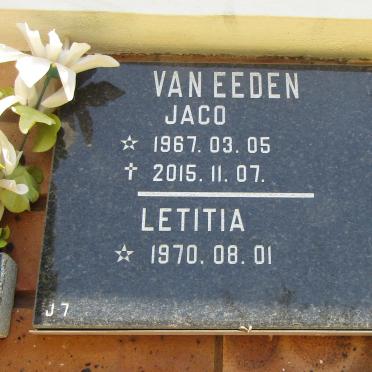 VAN EEDEN
JACO
☆ 1967. 03. 05
✝ 2015. 11. 07.
LETITIA
☆ 1970. 08. 01
J 7